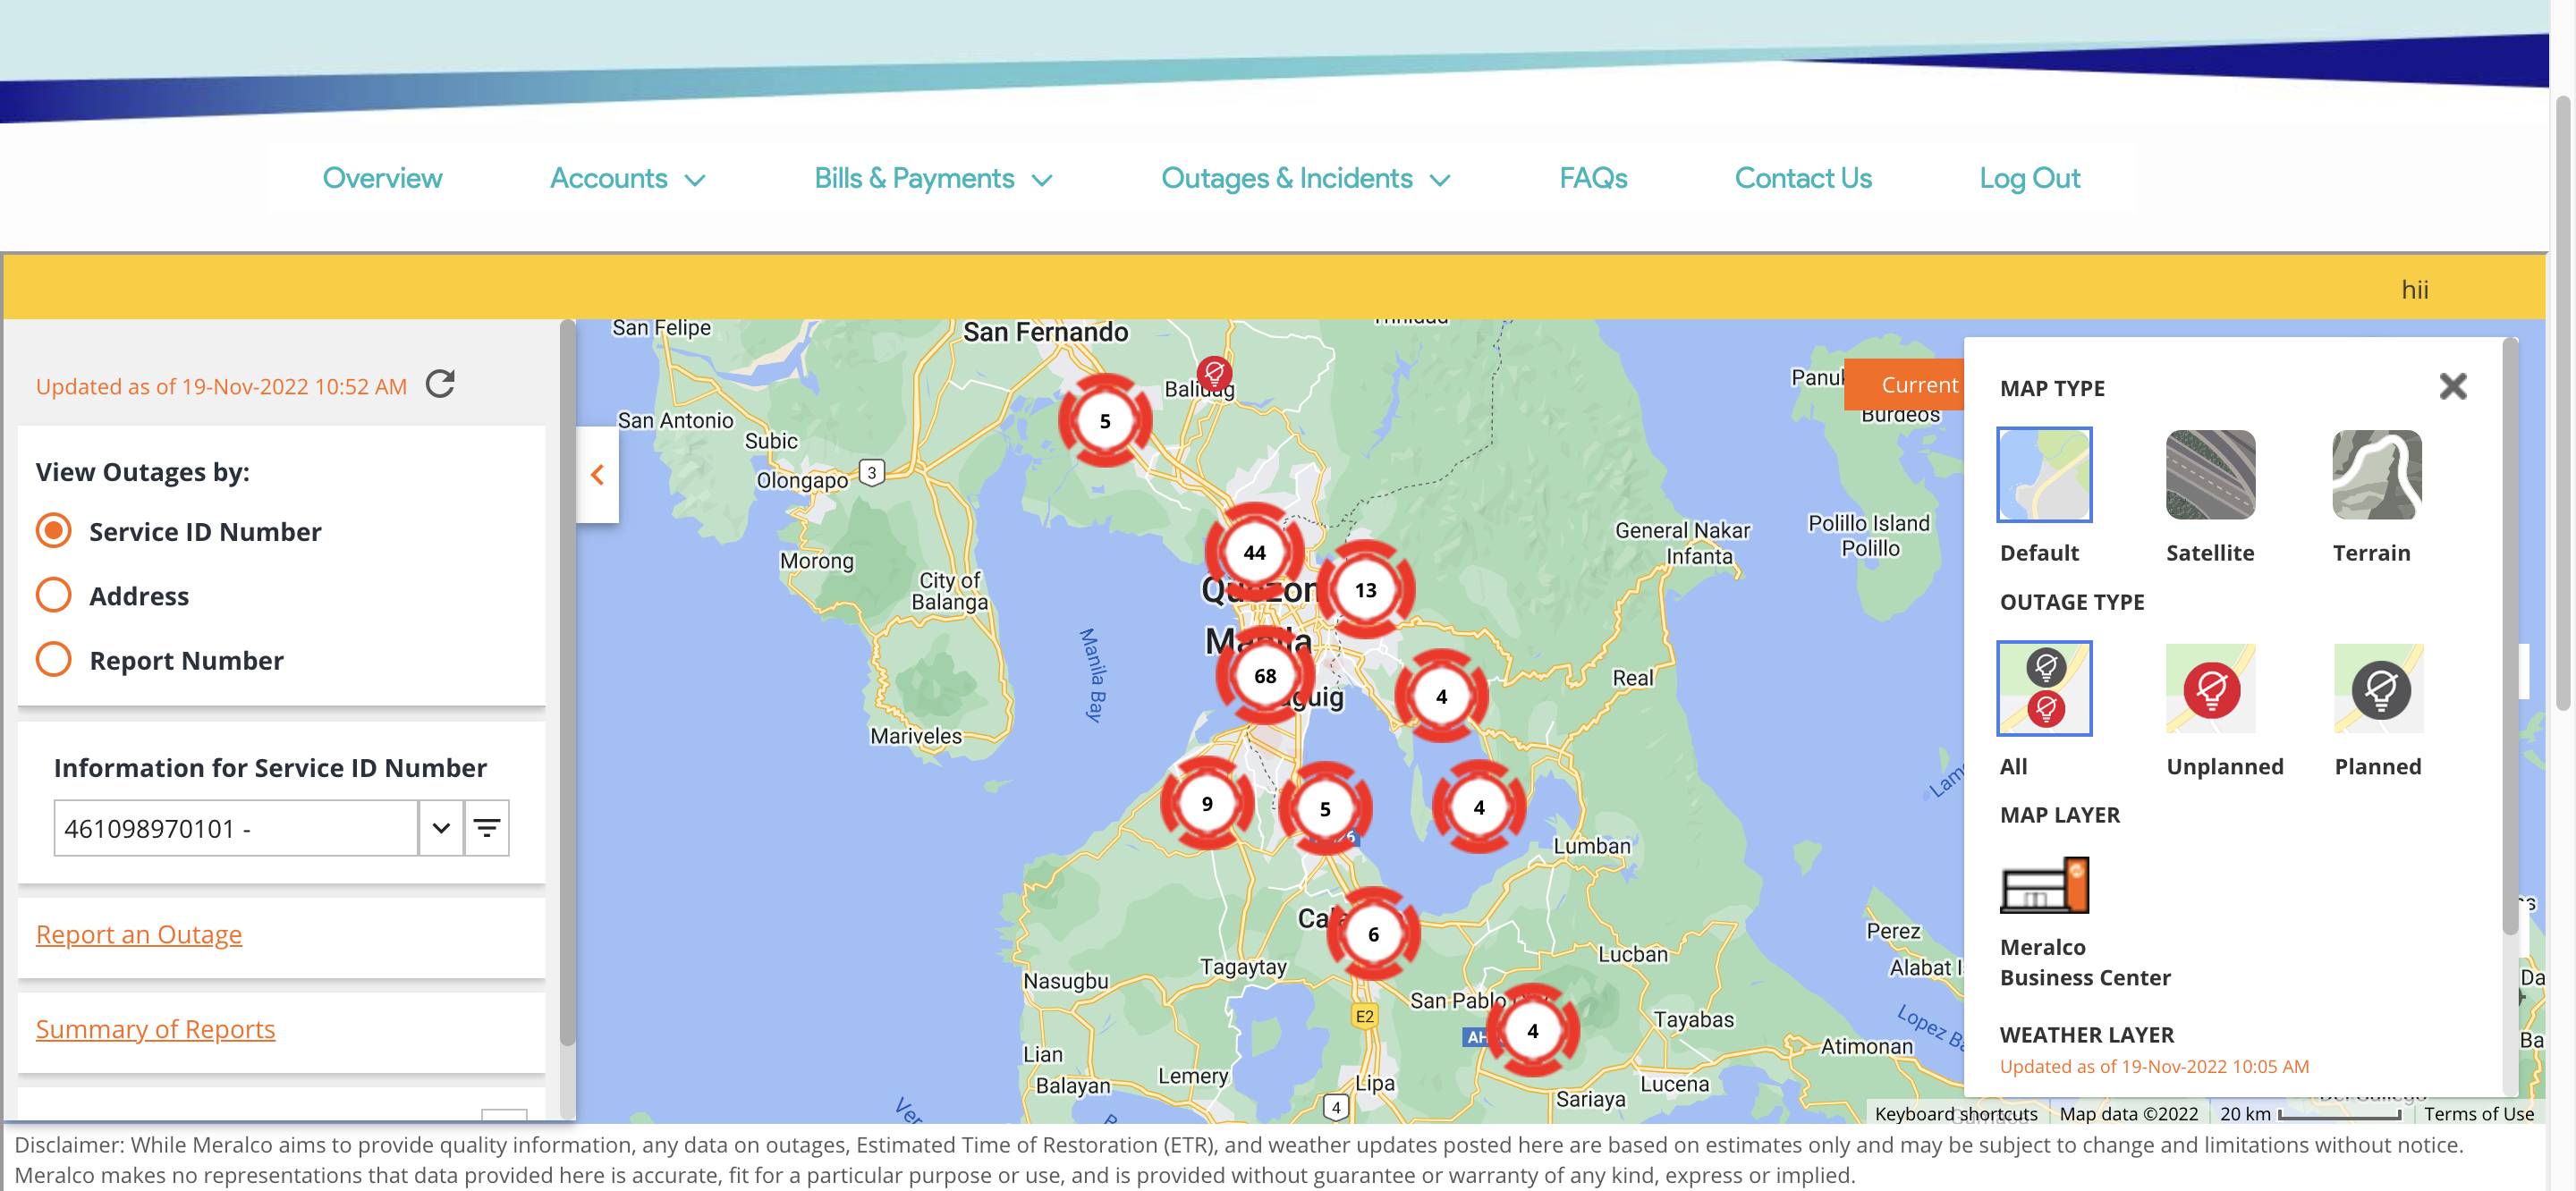 Overview Accounts Bills & Payments Outages & Incidents FAQs Contact Us Log Out
hii
Updated as of 19-Nov-2022 10:52 AM
View Outages by:
Service ID Number
Address
Report Number
Information for Service ID Number
461098970101 -
Report an Outage
Summary of Reports
San Felipe
San Fernando
Trinidad
Baliuag
5
San Antonio
Subic
Olongapo
3
44
Morong
City of
Balanga
13
Quezon
General Nakar
Infanta
Polillo Island
Polillo
Manila
Manila Bay
68
4
Real
Mariveles
9
5
4
Lumban
6
Perez
Tagaytay
Lucban
Alabat
Nasugbu
San Pablo
E2
AH
4
Tayabas
Lopez
Lian
Atimonan
Balayan
Lemery
Lipa
Lucena
4
Sariaya
Panuk
Burdeos
Current
MAP TYPE
Default Satellite Terrain
OUTAGE TYPE
All Unplanned Planned
MAP LAYER
Meralco
Business Center
WEATHER LAYER
Updated as of 19-Nov-2022 10:05 AM
Da
Ba
Keyboard shortcuts Map data ©2022 20 km Terms of Use
Disclaimer: While Meralco aims to provide quality information, any data on outages, Estimated Time of Restoration (ETR), and weather updates posted here are based on estimates only and may be subject to change and limitations without notice.
Meralco makes no representations that data provided here is accurate, fit for a particular purpose or use, and is provided without guarantee or warranty of any kind, express or implied.